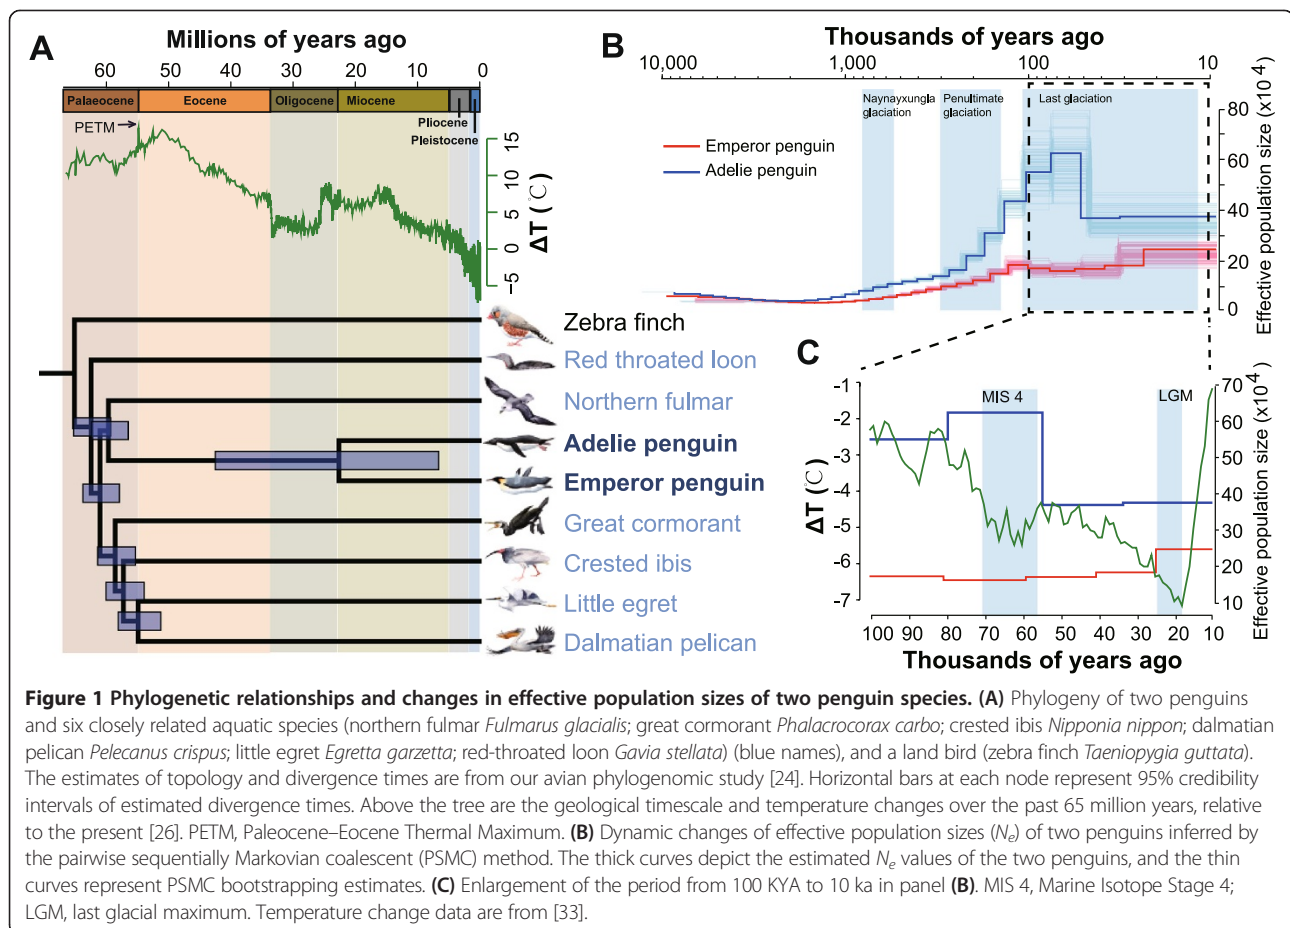 A
Millions of years ago
60 50 40 30 20 10 0
Palaeocene Eocene Oligocene Miocene
Pliocene
Pleistocene
PETM
15
10
5
0
−5
ΔT (℃)
Zebra finch
Red throated loon
Northern fulmar
Adelie penguin
Emperor penguin
Great cormorant
Crested ibis
Little egret
Dalmatian pelican
B
Thousands of years ago
10,000 1,000 100 10
Naynayxungla glaciation
Penultimate glaciation
Last glaciation
Emperor penguin
Adelie penguin
80
60
40
20
0
Effective population size (x10 4)
C
−1
−2
−3
−4
−5
−6
−7
ΔT (℃)
MIS 4
LGM
70
60
50
40
30
20
10
Effective population size (x10 4)
100 90 80 70 60 50 40 30 20 10
Thousands of years ago
Figure 1 Phylogenetic relationships and changes in effective population sizes of two penguin species. (A) Phylogeny of two penguins
and six closely related aquatic species (northern fulmar Fulmarus glacialis; great cormorant Phalacrocorax carbo; crested ibis Nipponia nippon; dalmatian
pelican Pelecanus crispus; little egret Egretta garzetta; red-throated loon Gavia stellata) (blue names), and a land bird (zebra finch Taeniopygia guttata).
The estimates of topology and divergence times are from our avian phylogenomic study [24]. Horizontal bars at each node represent 95% credibility
intervals of estimated divergence times. Above the tree are the geological timescale and temperature changes over the past 65 million years, relative
to the present [26]. PETM, Paleocene–Eocene Thermal Maximum. (B) Dynamic changes of effective population sizes (Ne) of two penguins inferred by
the pairwise sequentially Markovian coalescent (PSMC) method. The thick curves depict the estimated Ne values of the two penguins, and the thin
curves represent PSMC bootstrapping estimates. (C) Enlargement of the period from 100 KYA to 10 ka in panel (B). MIS 4, Marine Isotope Stage 4;
LGM, last glacial maximum. Temperature change data are from [33].